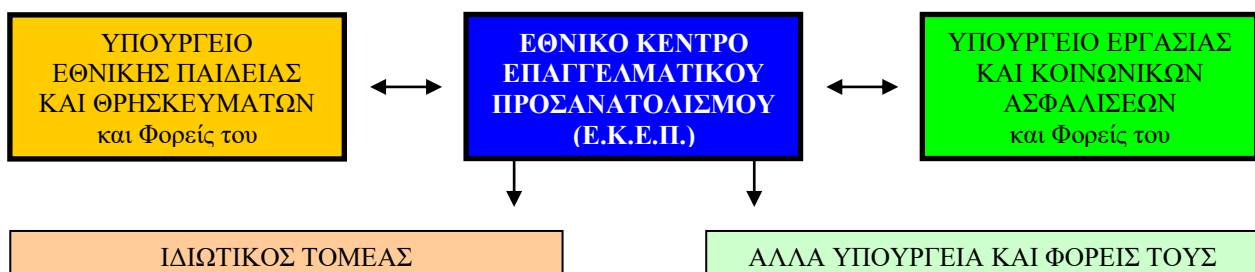 ΥΠΟΥΡΓΕΙΟ
ΕΘΝΙΚΗΣ ΠΑΙΔΕΙΑΣ
ΚΑΙ ΘΡΗΣΚΕΥΜΑΤΩΝ
και Φορείς του
ΕΘΝΙΚΟ ΚΕΝΤΡΟ
ΕΠΑΓΓΕΛΜΑΤΙΚΟΥ
ΠΡΟΣΑΝΑΤΟΛΙΣΜΟΥ
(Ε.Κ.Ε.Π.)
ΥΠΟΥΡΓΕΙΟ ΕΡΓΑΣΙΑΣ
ΚΑΙ ΚΟΙΝΩΝΙΚΩΝ
ΑΣΦΑΛΙΣΕΩΝ
και Φορείς του
ΙΔΙΩΤΙΚΟΣ ΤΟΜΕΑΣ
ΑΛΛΑ ΥΠΟΥΡΓΕΙΑ ΚΑΙ ΦΟΡΕΙΣ ΤΟΥΣ